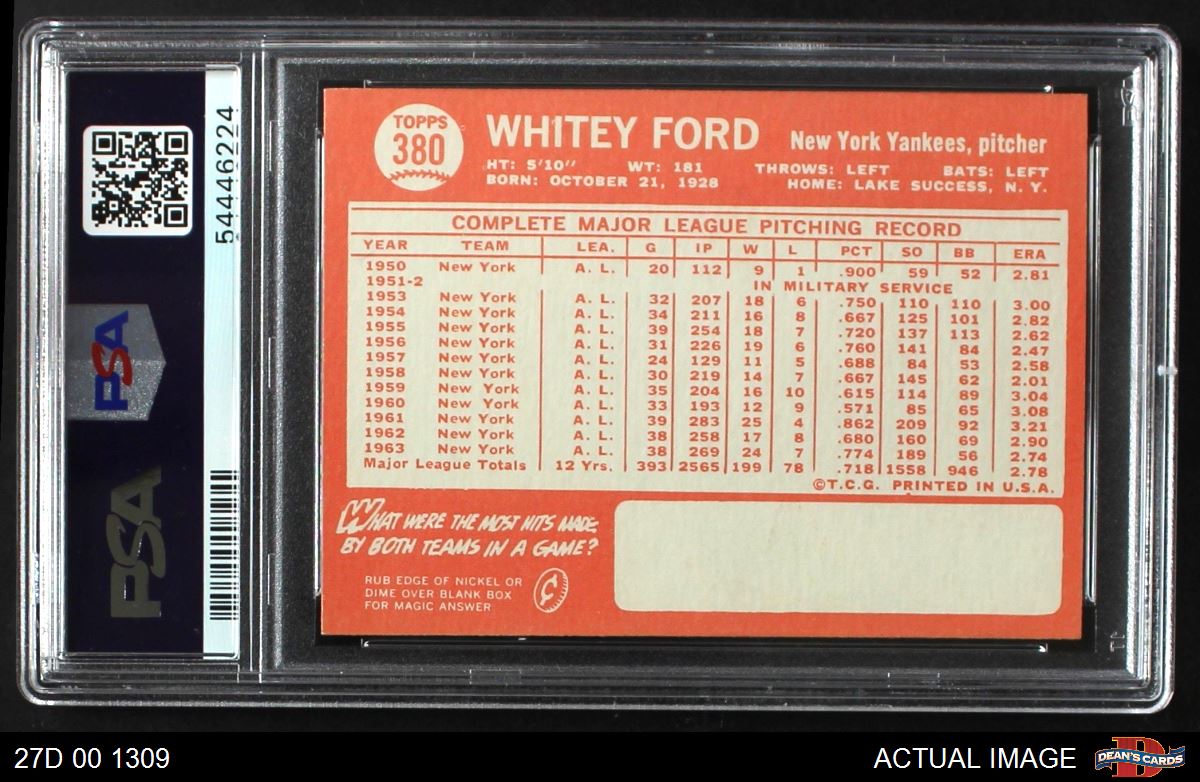 54446224
PSA
PSA
TOPPS
380
WHITEY FORD New York Yankees, pitcher
HT: 5'10" WT: 181 THROWS: LEFT BATS: LEFT
BORN: OCTOBER 21, 1928 HOME: LAKE SUCCESS, N. Y.
COMPLETE MAJOR LEAGUE PITCHING RECORD
YEAR TEAM LEA. G IP W L PCT SO BB ERA
1950 New York A. L. 20 112 9 1 .900 59 52 2.81
1951-2 IN MILITARY SERVICE
1953 New York A. L. 32 207 18 6 .750 110 110 3.00
1954 New York A. L. 34 211 16 8 .667 125 101 2.82
1955 New York A. L. 39 254 18 7 .720 137 113 2.62
1956 New York A. L. 31 226 19 6 .760 141 84 2.47
1957 New York A. L. 24 129 11 5 .688 84 53 2.58
1958 New York A. L. 30 219 14 7 .667 145 62 2.01
1959 New York A. L. 35 204 16 10 .615 114 89 3.04
1960 New York A. L. 33 193 12 9 .571 85 65 3.08
1961 New York A. L. 39 283 25 4 .862 209 92 3.21
1962 New York A. L. 38 258 17 8 .680 160 69 2.90
1963 New York A. L. 38 269 24 7 .774 189 56 2.74
Major League Totals 12 Yrs. 393 2565 199 78 .718 1558 946 2.78
©T.C.G. PRINTED IN U.S.A.
WHAT WERE THE MOST HITS MADE
BY BOTH TEAMS IN A GAME?
RUB EDGE OF NICKEL OR
DIME OVER BLANK BOX
FOR MAGIC ANSWER
27D 00 1309 ACTUAL IMAGE
DEAN'S CARDS